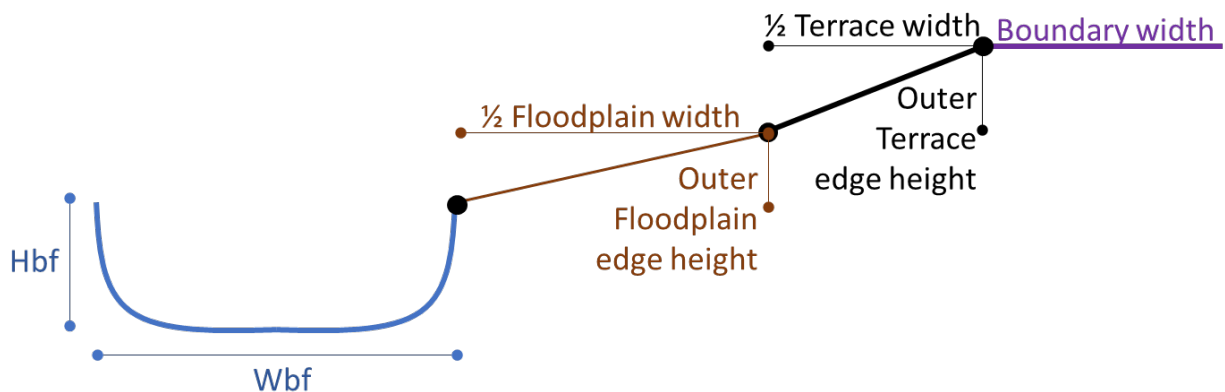 ½ Terrace width
Boundary width
½ Floodplain width
Outer
Terrace
edge height
Outer
Floodplain
edge height
Hbf
Wbf